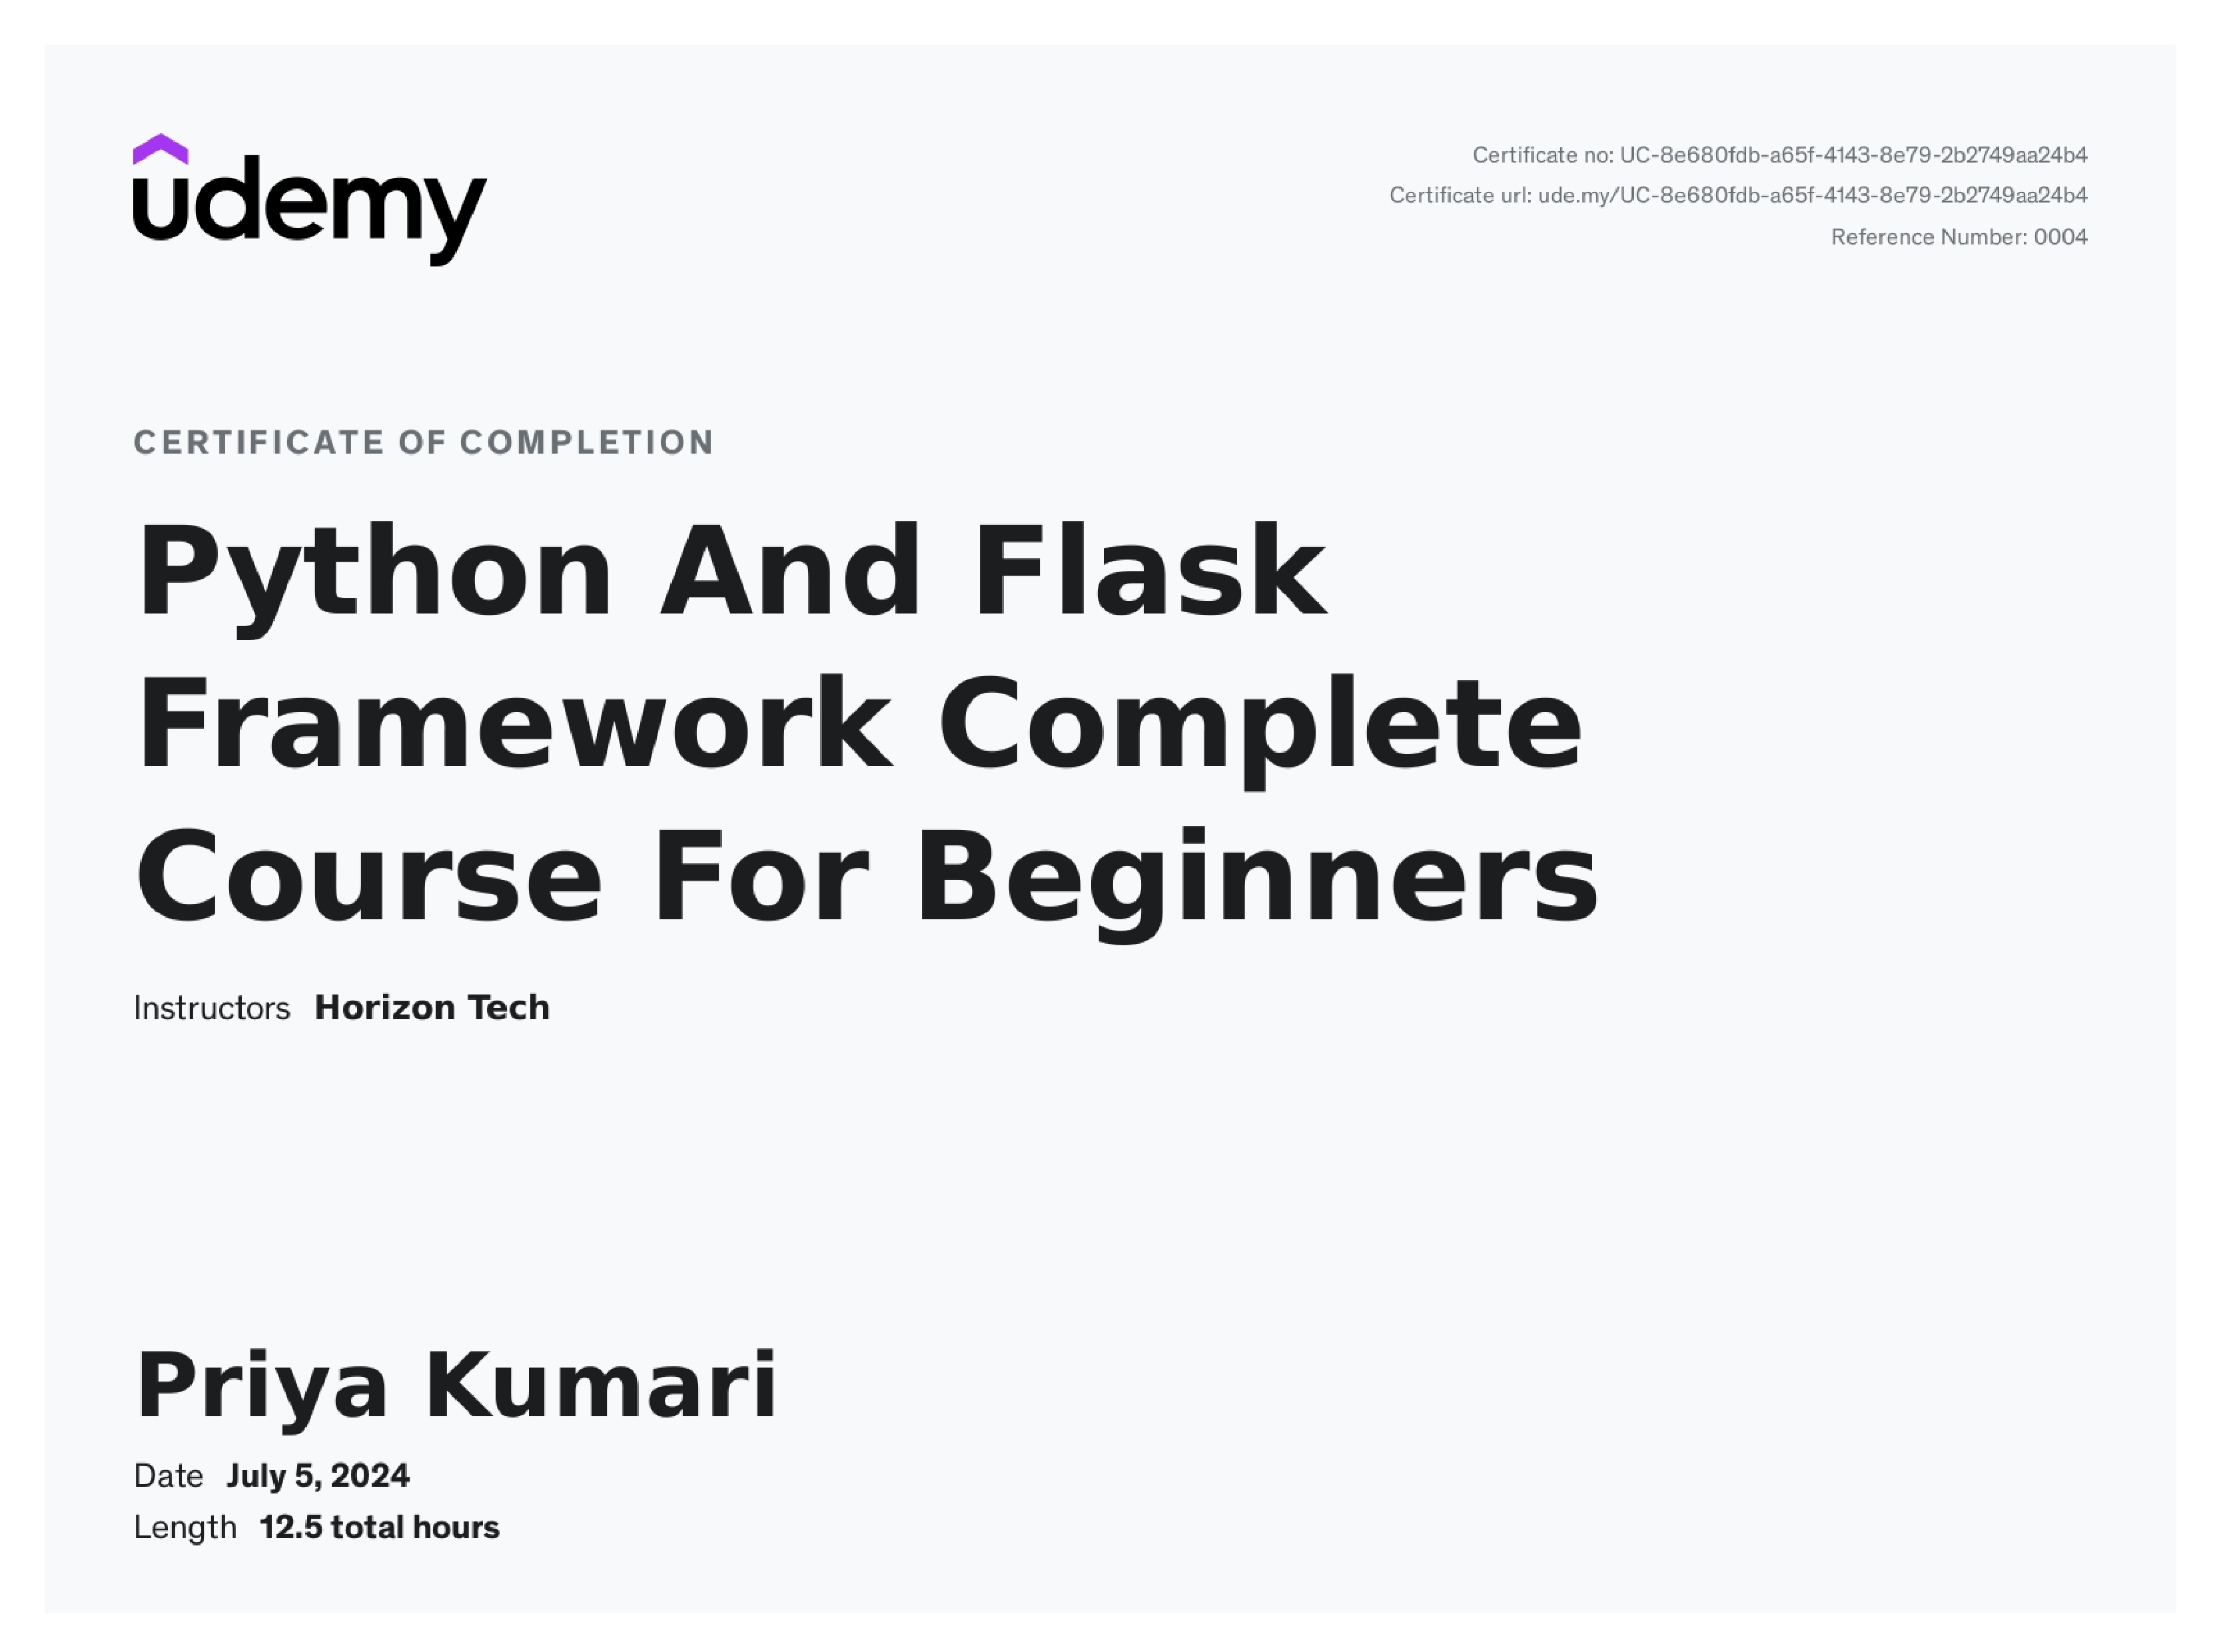 udemy
Certificate no: UC-8e680fdb-a65f-4143-8e79-2b2749aa24b4
Certificate url: ude.my/UC-8e680fdb-a65f-4143-8e79-2b2749aa24b4
Reference Number: 0004
CERTIFICATE OF COMPLETION
Python And Flask
Framework Complete
Course For Beginners
Instructors Horizon Tech
Priya Kumari
Date July 5, 2024
Length 12.5 total hours